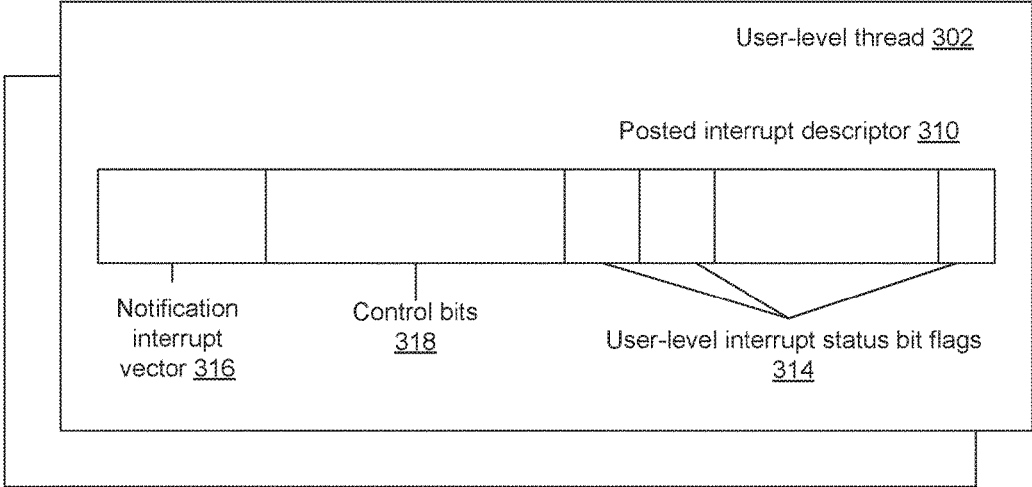 User-level thread 302
Posted interrupt descriptor 310
Notification
interrupt
vector 316
Control bits
318
User-level interrupt status bit flags
314